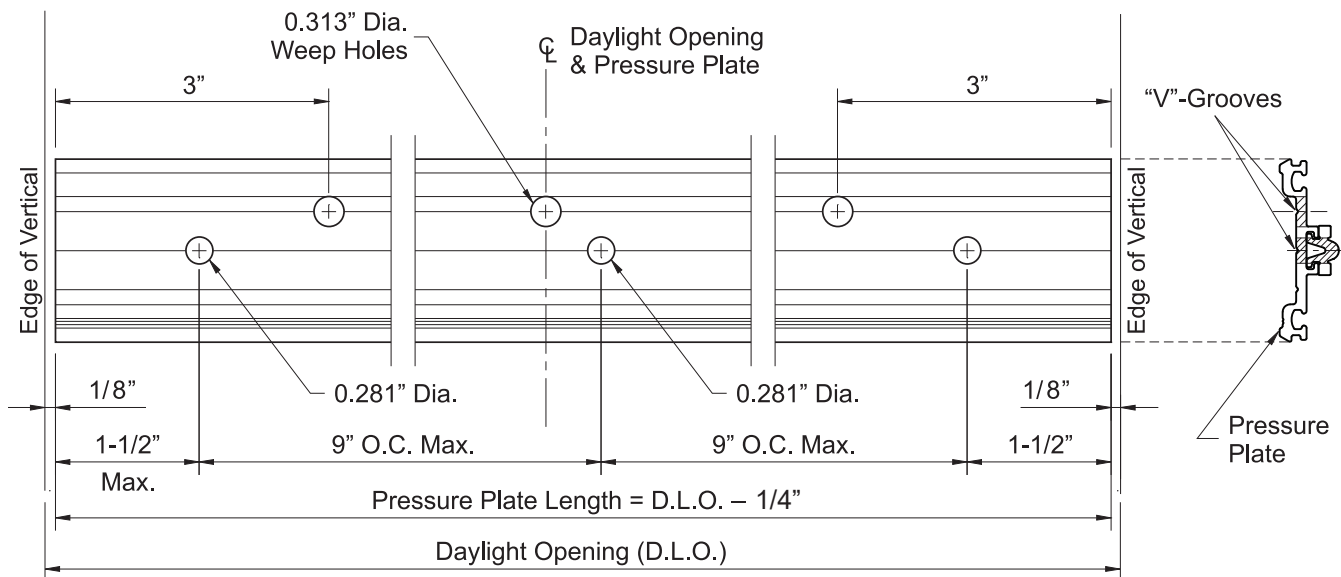 0.313” Dia.
Weep Holes
℄ Daylight Opening
& Pressure Plate
3”
3”
“V”-Grooves
Edge of Vertical
Edge of Vertical
1/8”
0.281” Dia.
0.281” Dia.
1/8”
1-1/2”
Max.
9” O.C. Max.
9” O.C. Max.
1-1/2”
Pressure
Plate
Pressure Plate Length = D.L.O. – 1/4”
Daylight Opening (D.L.O.)